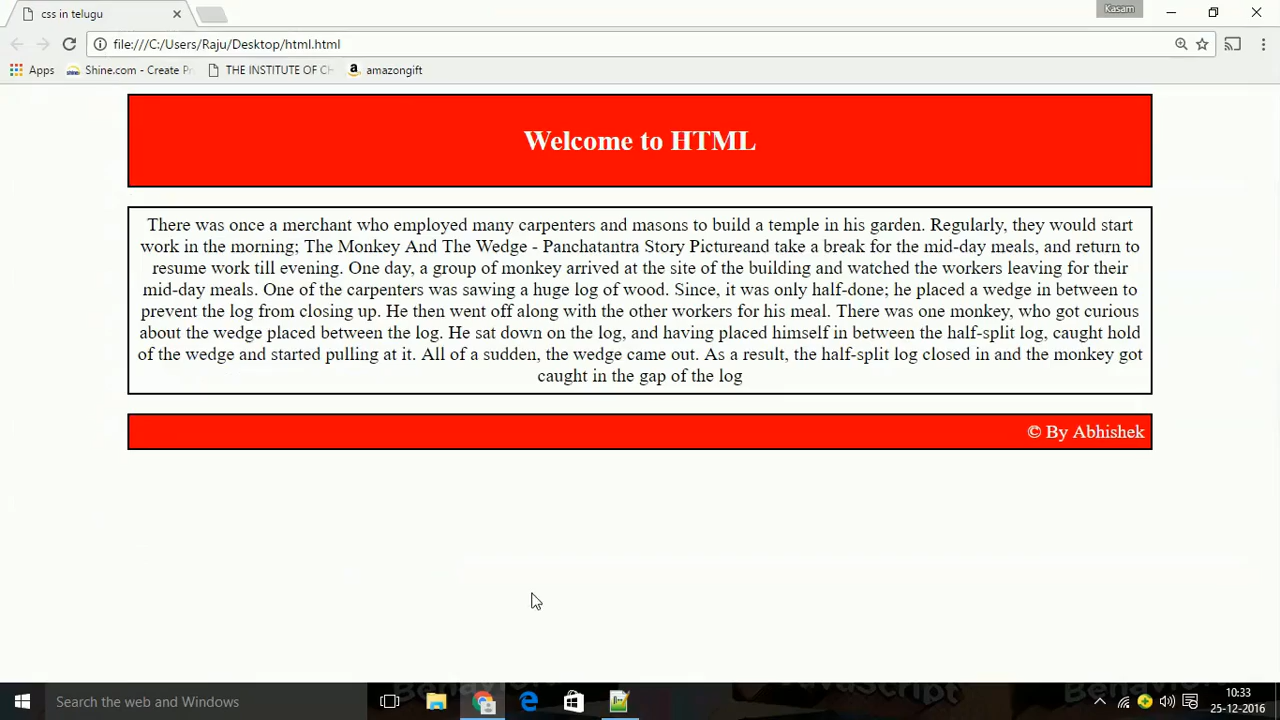 css in telugu
Kasam
file:///C:/Users/Raju/Desktop/html.html
Apps Shine.com - Create Pr THE INSTITUTE OF CH amazongift
Welcome to HTML
There was once a merchant who employed many carpenters and masons to build a temple in his garden. Regularly, they would start
work in the morning; The Monkey And The Wedge - Panchatantra Story Pictureand take a break for the mid-day meals, and return to
resume work till evening. One day, a group of monkey arrived at the site of the building and watched the workers leaving for their
mid-day meals. One of the carpenters was sawing a huge log of wood. Since, it was only half-done; he placed a wedge in between to
prevent the log from closing up. He then went off along with the other workers for his meal. There was one monkey, who got curious
about the wedge placed between the log. He sat down on the log, and having placed himself in between the half-split log, caught hold
of the wedge and started pulling at it. All of a sudden, the wedge came out. As a result, the half-split log closed in and the monkey got
caught in the gap of the log
© By Abhishek
Search the web and Windows
10:33
25-12-2016